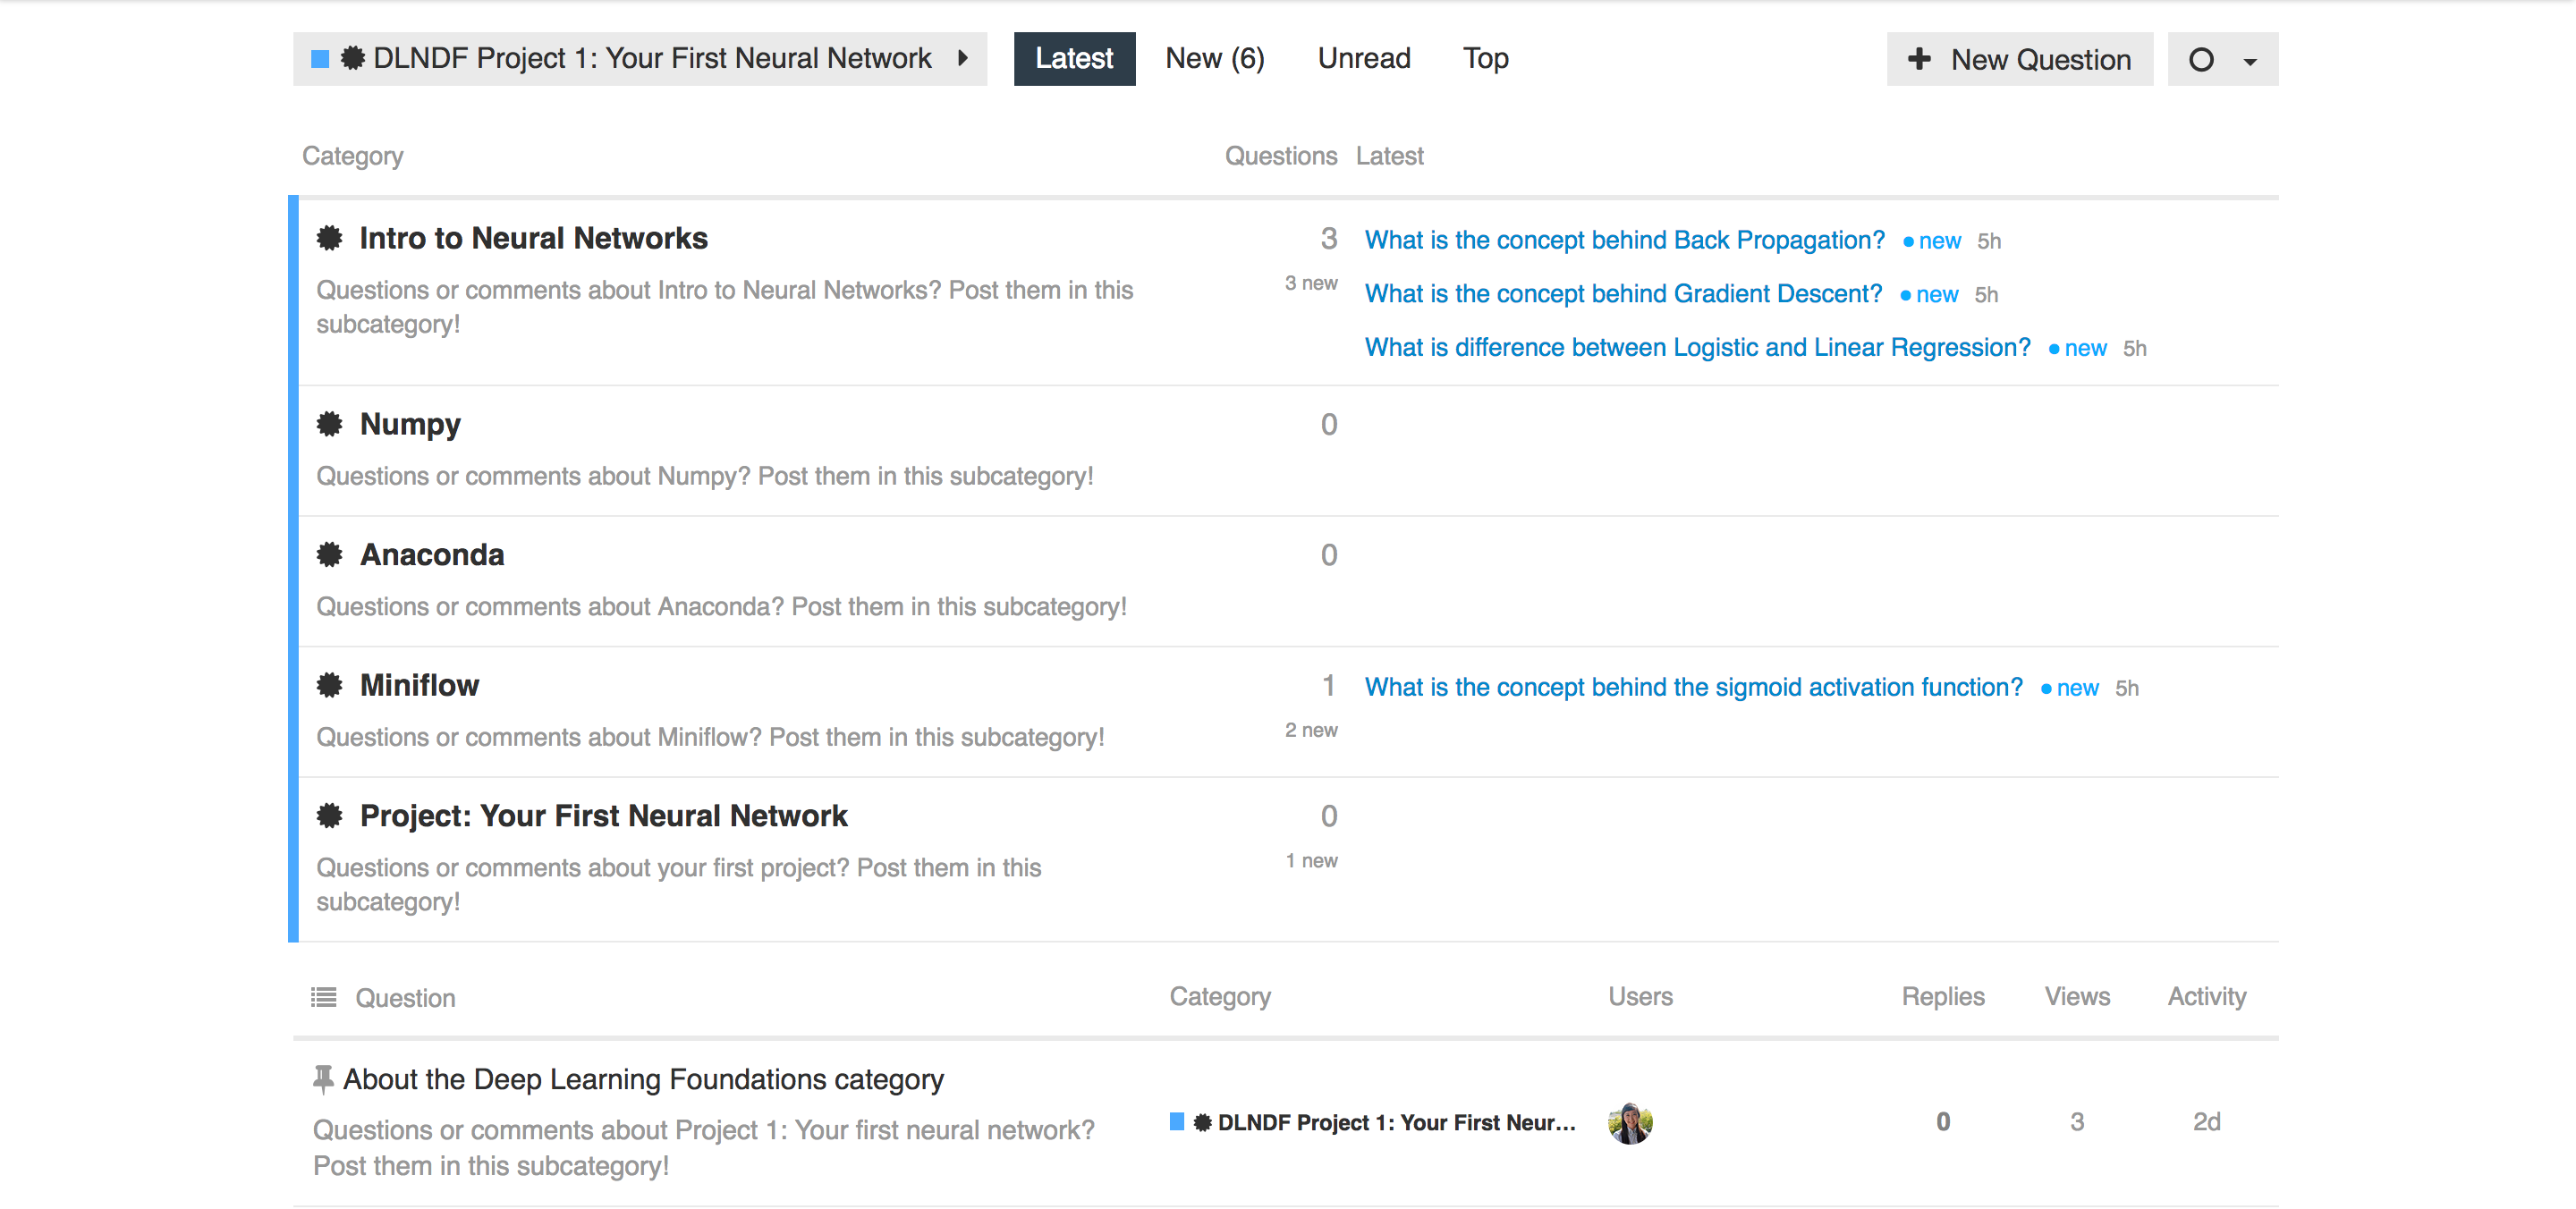 DLNDF Project 1: Your First Neural Network
Latest
New (6)
Unread
Top
New Question
Category
Questions
Latest
Intro to Neural Networks
3
3 new
Questions or comments about Intro to Neural Networks? Post them in this
subcategory!
What is the concept behind Back Propagation? new 5h
What is the concept behind Gradient Descent? new 5h
What is difference between Logistic and Linear Regression? new 5h
Numpy
0
Questions or comments about Numpy? Post them in this subcategory!
Anaconda
0
Questions or comments about Anaconda? Post them in this subcategory!
Miniflow
1
2 new
Questions or comments about Miniflow? Post them in this subcategory!
What is the concept behind the sigmoid activation function? new 5h
Project: Your First Neural Network
0
1 new
Questions or comments about your first project? Post them in this
subcategory!
Question
Category
Users
Replies
Views
Activity
About the Deep Learning Foundations category
Questions or comments about Project 1: Your first neural network?
Post them in this subcategory!
DLNDF Project 1: Your First Neur...
0
3
2d